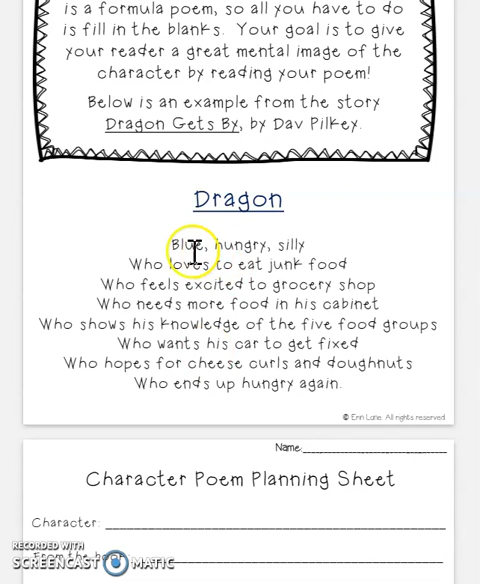 is a formula poem, so all you have to do
is fill in the blanks. Your goal is to give
your reader a great mental image of the
character by reading your poem!
Below is an example from the story
Dragon Gets By, by Dav Pilkey.
Dragon
Blue, hungry, silly
Who loves to eat junk food
Who feels excited to grocery shop
Who needs more food in his cabinet
Who shows his knowledge of the five food groups
Who wants his car to get fixed
Who hopes for cheese curls and doughnuts
Who ends up hungry again.
© Erin Lane. All rights reserved
Name:
Character Poem Planning Sheet
Character:
RECORDED WITH
From the book
SCREENCAST MATIC